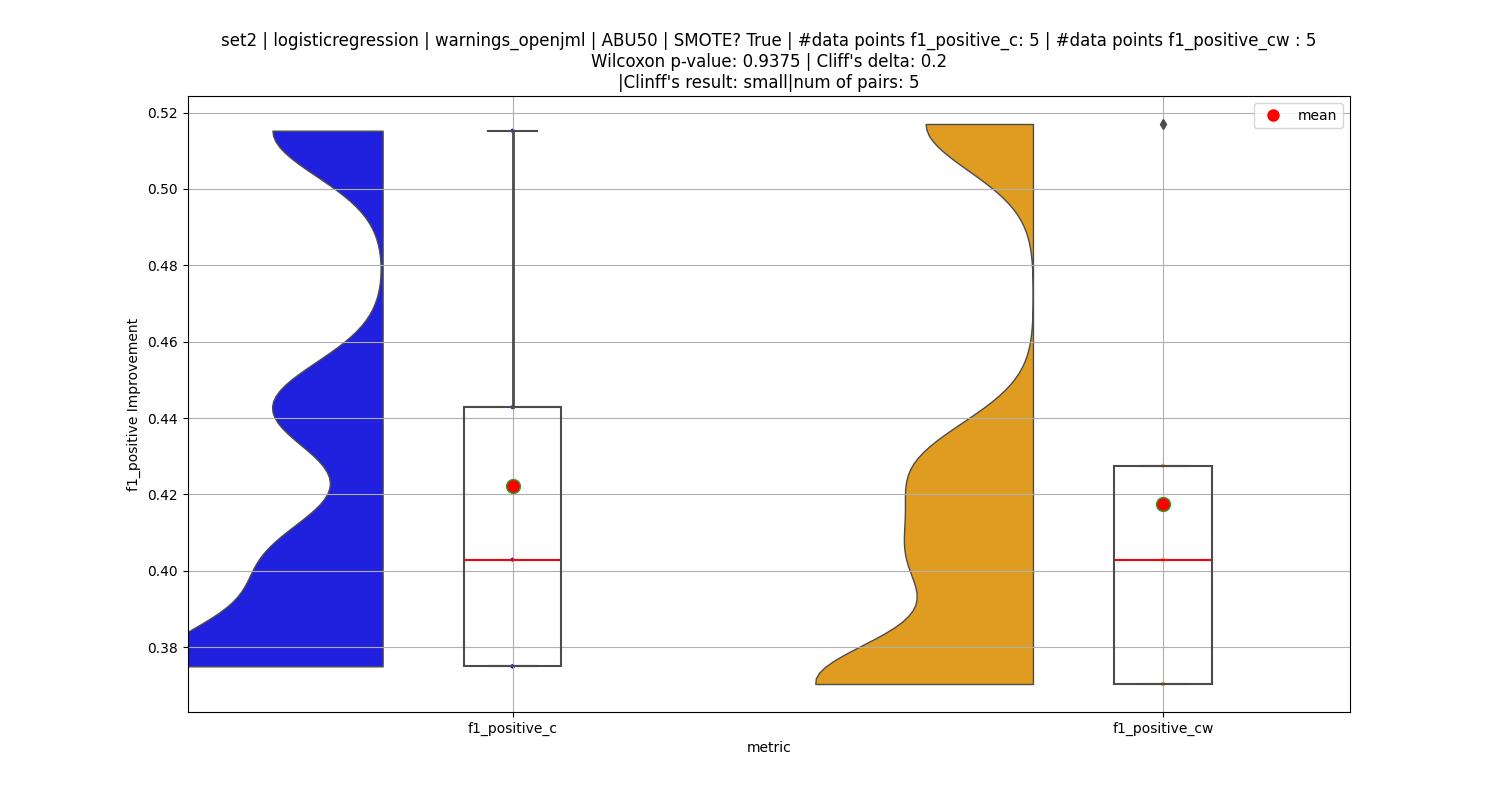 set2 | logisticregression | warnings_openjml | ABU50 | SMOTE? True | #data points f1_positive_c: 5 | #data points f1_positive_cw : 5
Wilcoxon p-value: 0.9375 | Cliff's delta: 0.2
|Clinff's result: small|num of pairs: 5
mean
0.52
0.50
0.48
0.46
0.44
0.42
0.40
0.38
f1_positive Improvement
f1_positive_c
f1_positive_cw
metric